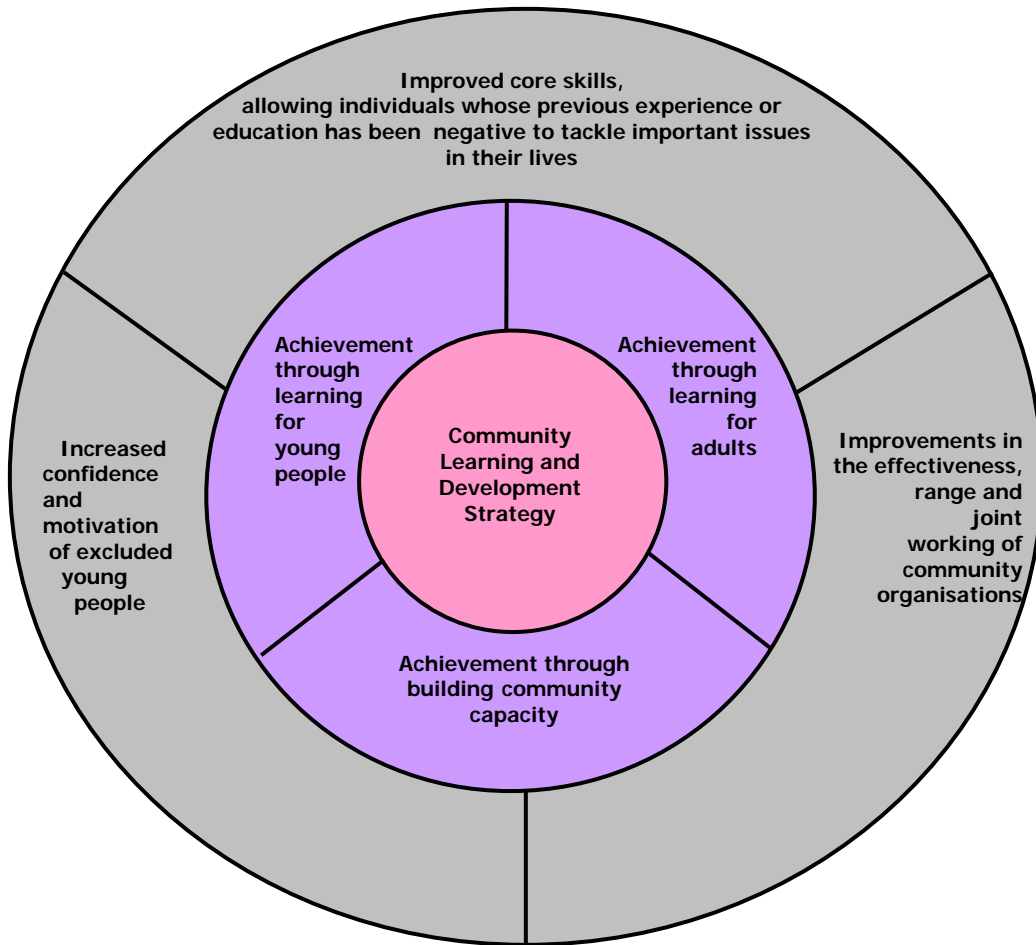 Improved core skills,
allowing individuals whose previous experience or
education has been negative to tackle important issues
in their lives
Achievement
through
learning
for
young
people
Achievement
through
learning
for
adults
Community
Learning and
Development
Strategy
Increased
confidence
and
motivation
of excluded
young
people
Improvements in
the effectiveness,
range and
joint
working of
community
organisations
Achievement through
building community
capacity